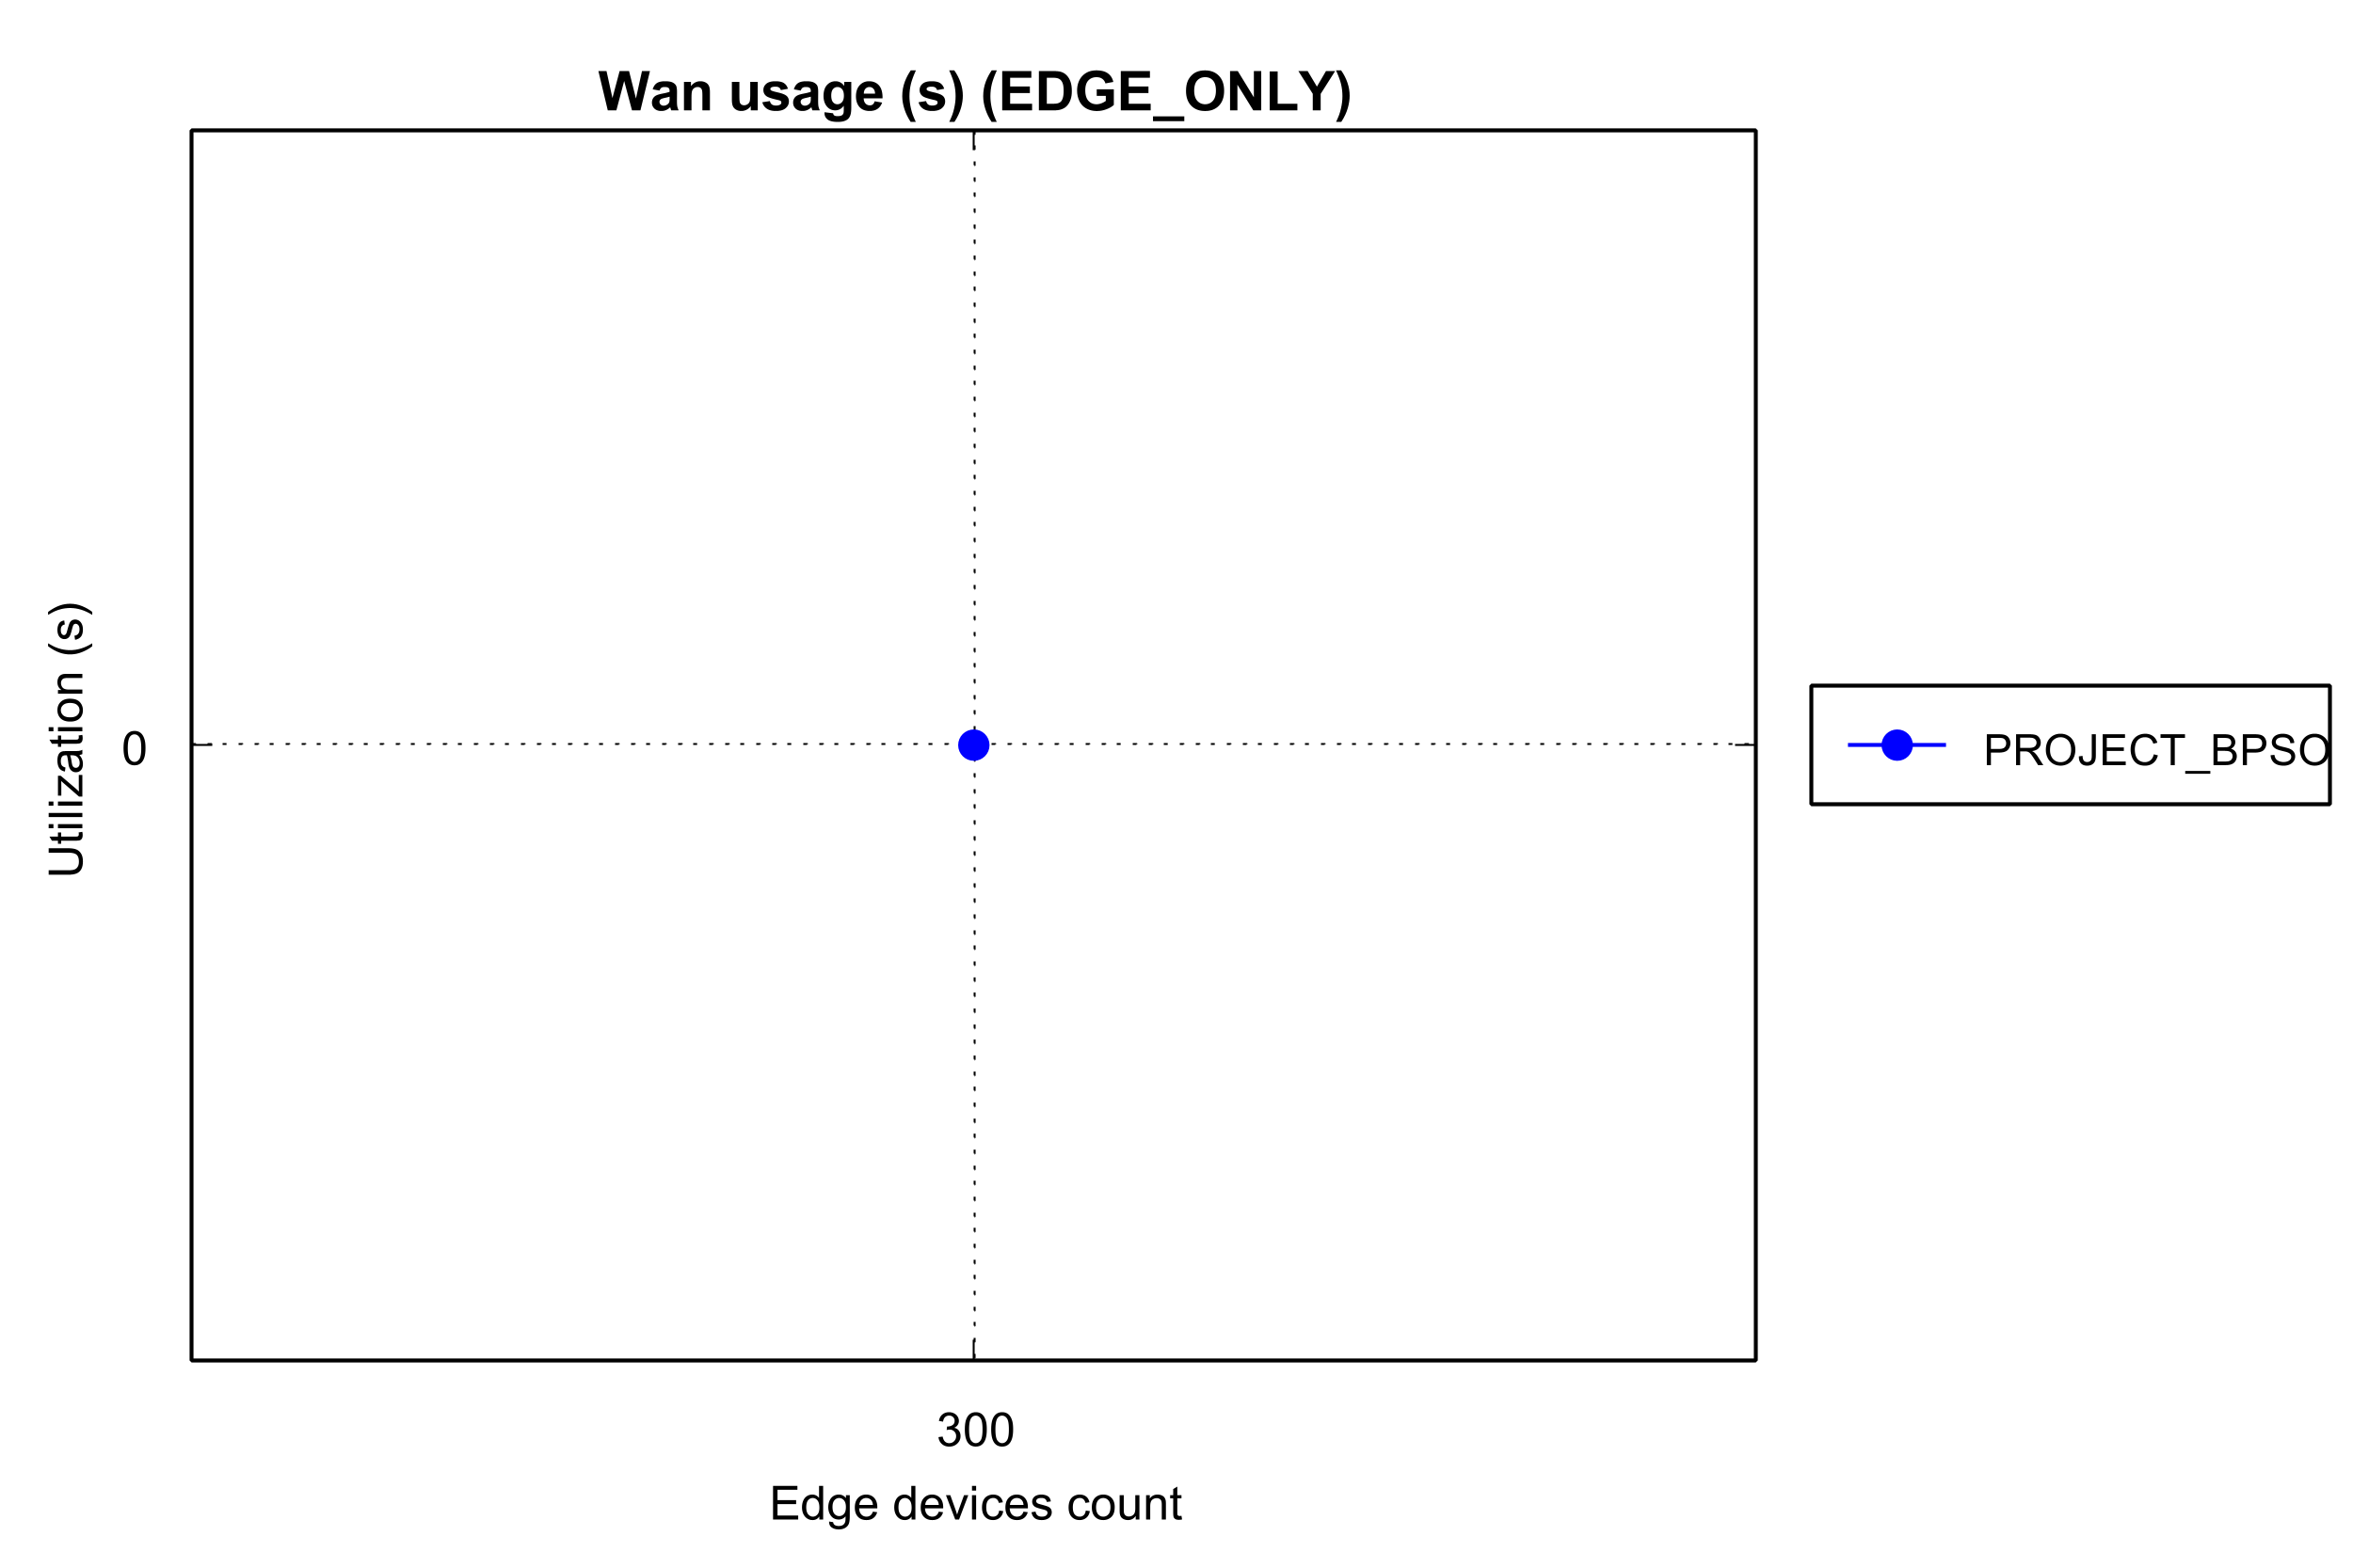 Wan usage (s) (EDGE_ONLY)
Utilization (s)
0
PROJECT_BPSO
300
Edge devices count